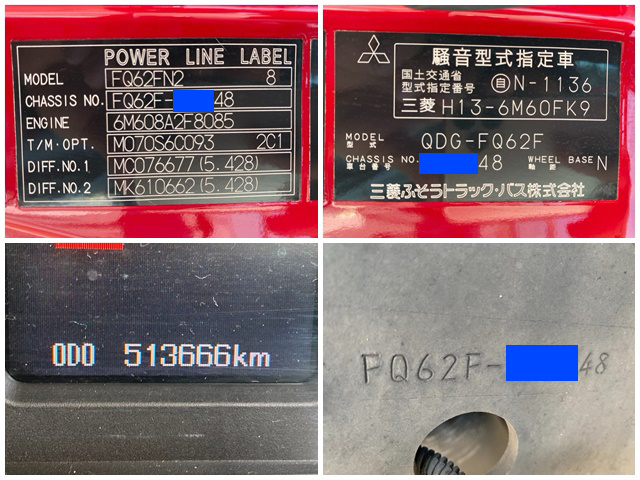 POWER LINE LABEL
MODEL FQ62FN2 8
CHASSIS NO. FQ62F- 48
ENGINE 6M608A2F8085
T/M·OPT. M070S6C093 2C1
DIFF.NO.1 MC076677(5.428)
DIFF.NO.2 MK610662(5.428)
騒音型式指定車
国土交通省
型式指定番号 自N-1136
三菱 H13-6M60FK9
MODEL
型式 QDG-FQ62F
CHASSIS NO. 48 WHEEL BASE N
車台番号 軸距
三菱ふそうトラック・バス株式会社
ODO 513666km
FQ62F- 48